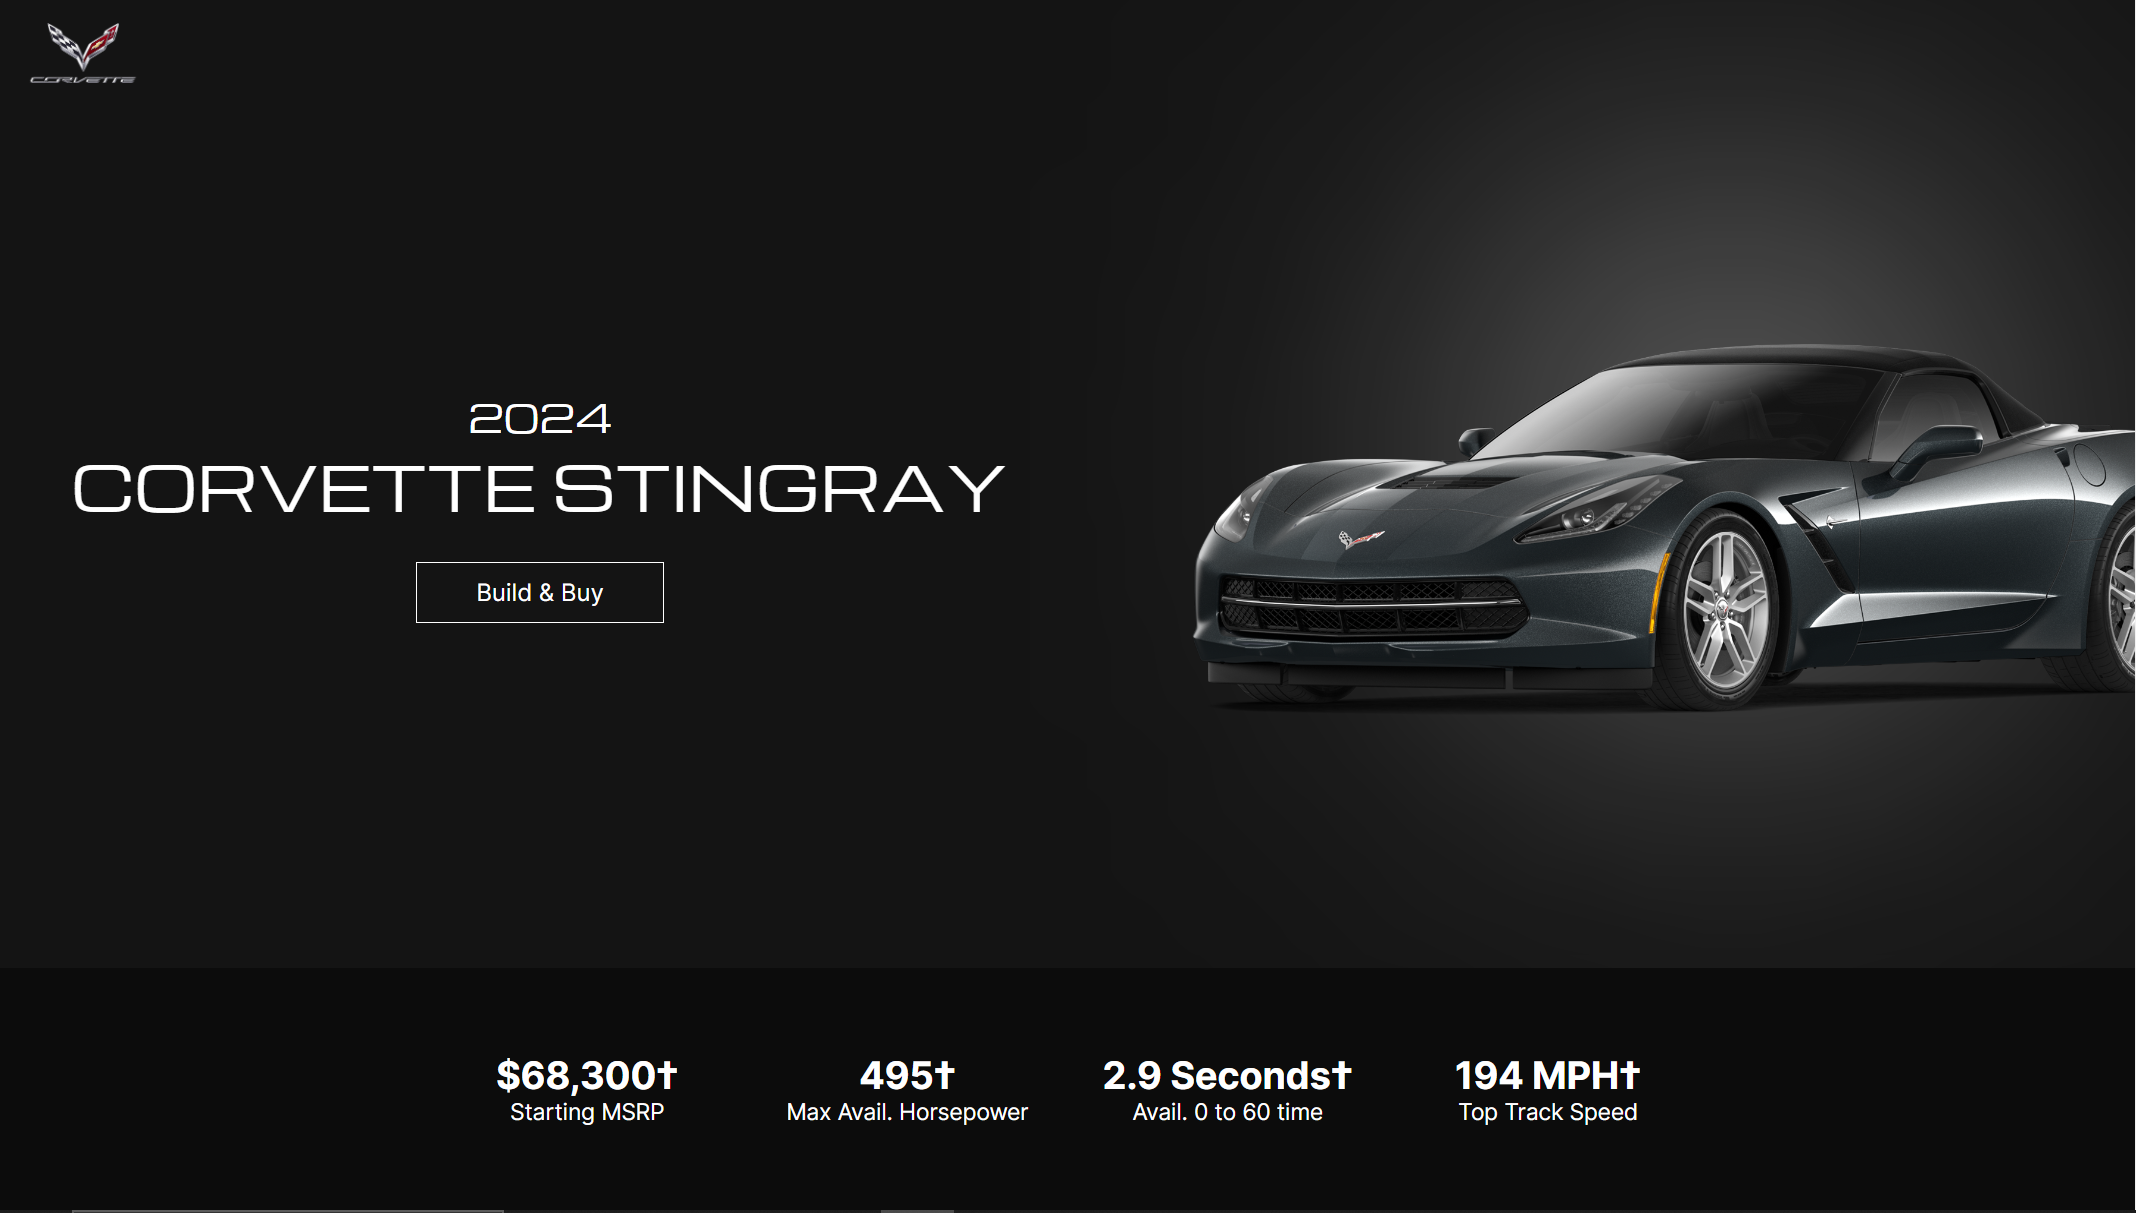 CORVETTE
2024
CORVETTE STINGRAY
Build & Buy
$68,300†
Starting MSRP
495†
Max Avail. Horsepower
2.9 Seconds†
Avail. 0 to 60 time
194 MPH†
Top Track Speed